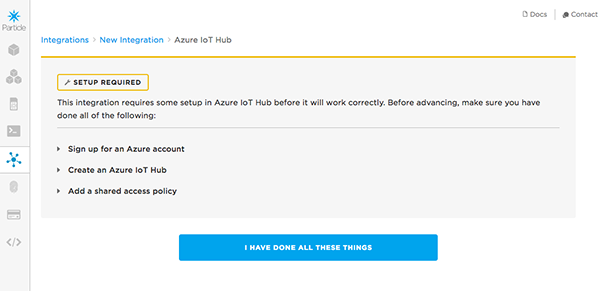 Docs
Contact
Particle
Integrations > New Integration > Azure IoT Hub
SETUP REQUIRED
This integration requires some setup in Azure IoT Hub before it will work correctly. Before advancing, make sure you have
done all of the following:
Sign up for an Azure account
Create an Azure IoT Hub
Add a shared access policy
I HAVE DONE ALL THESE THINGS